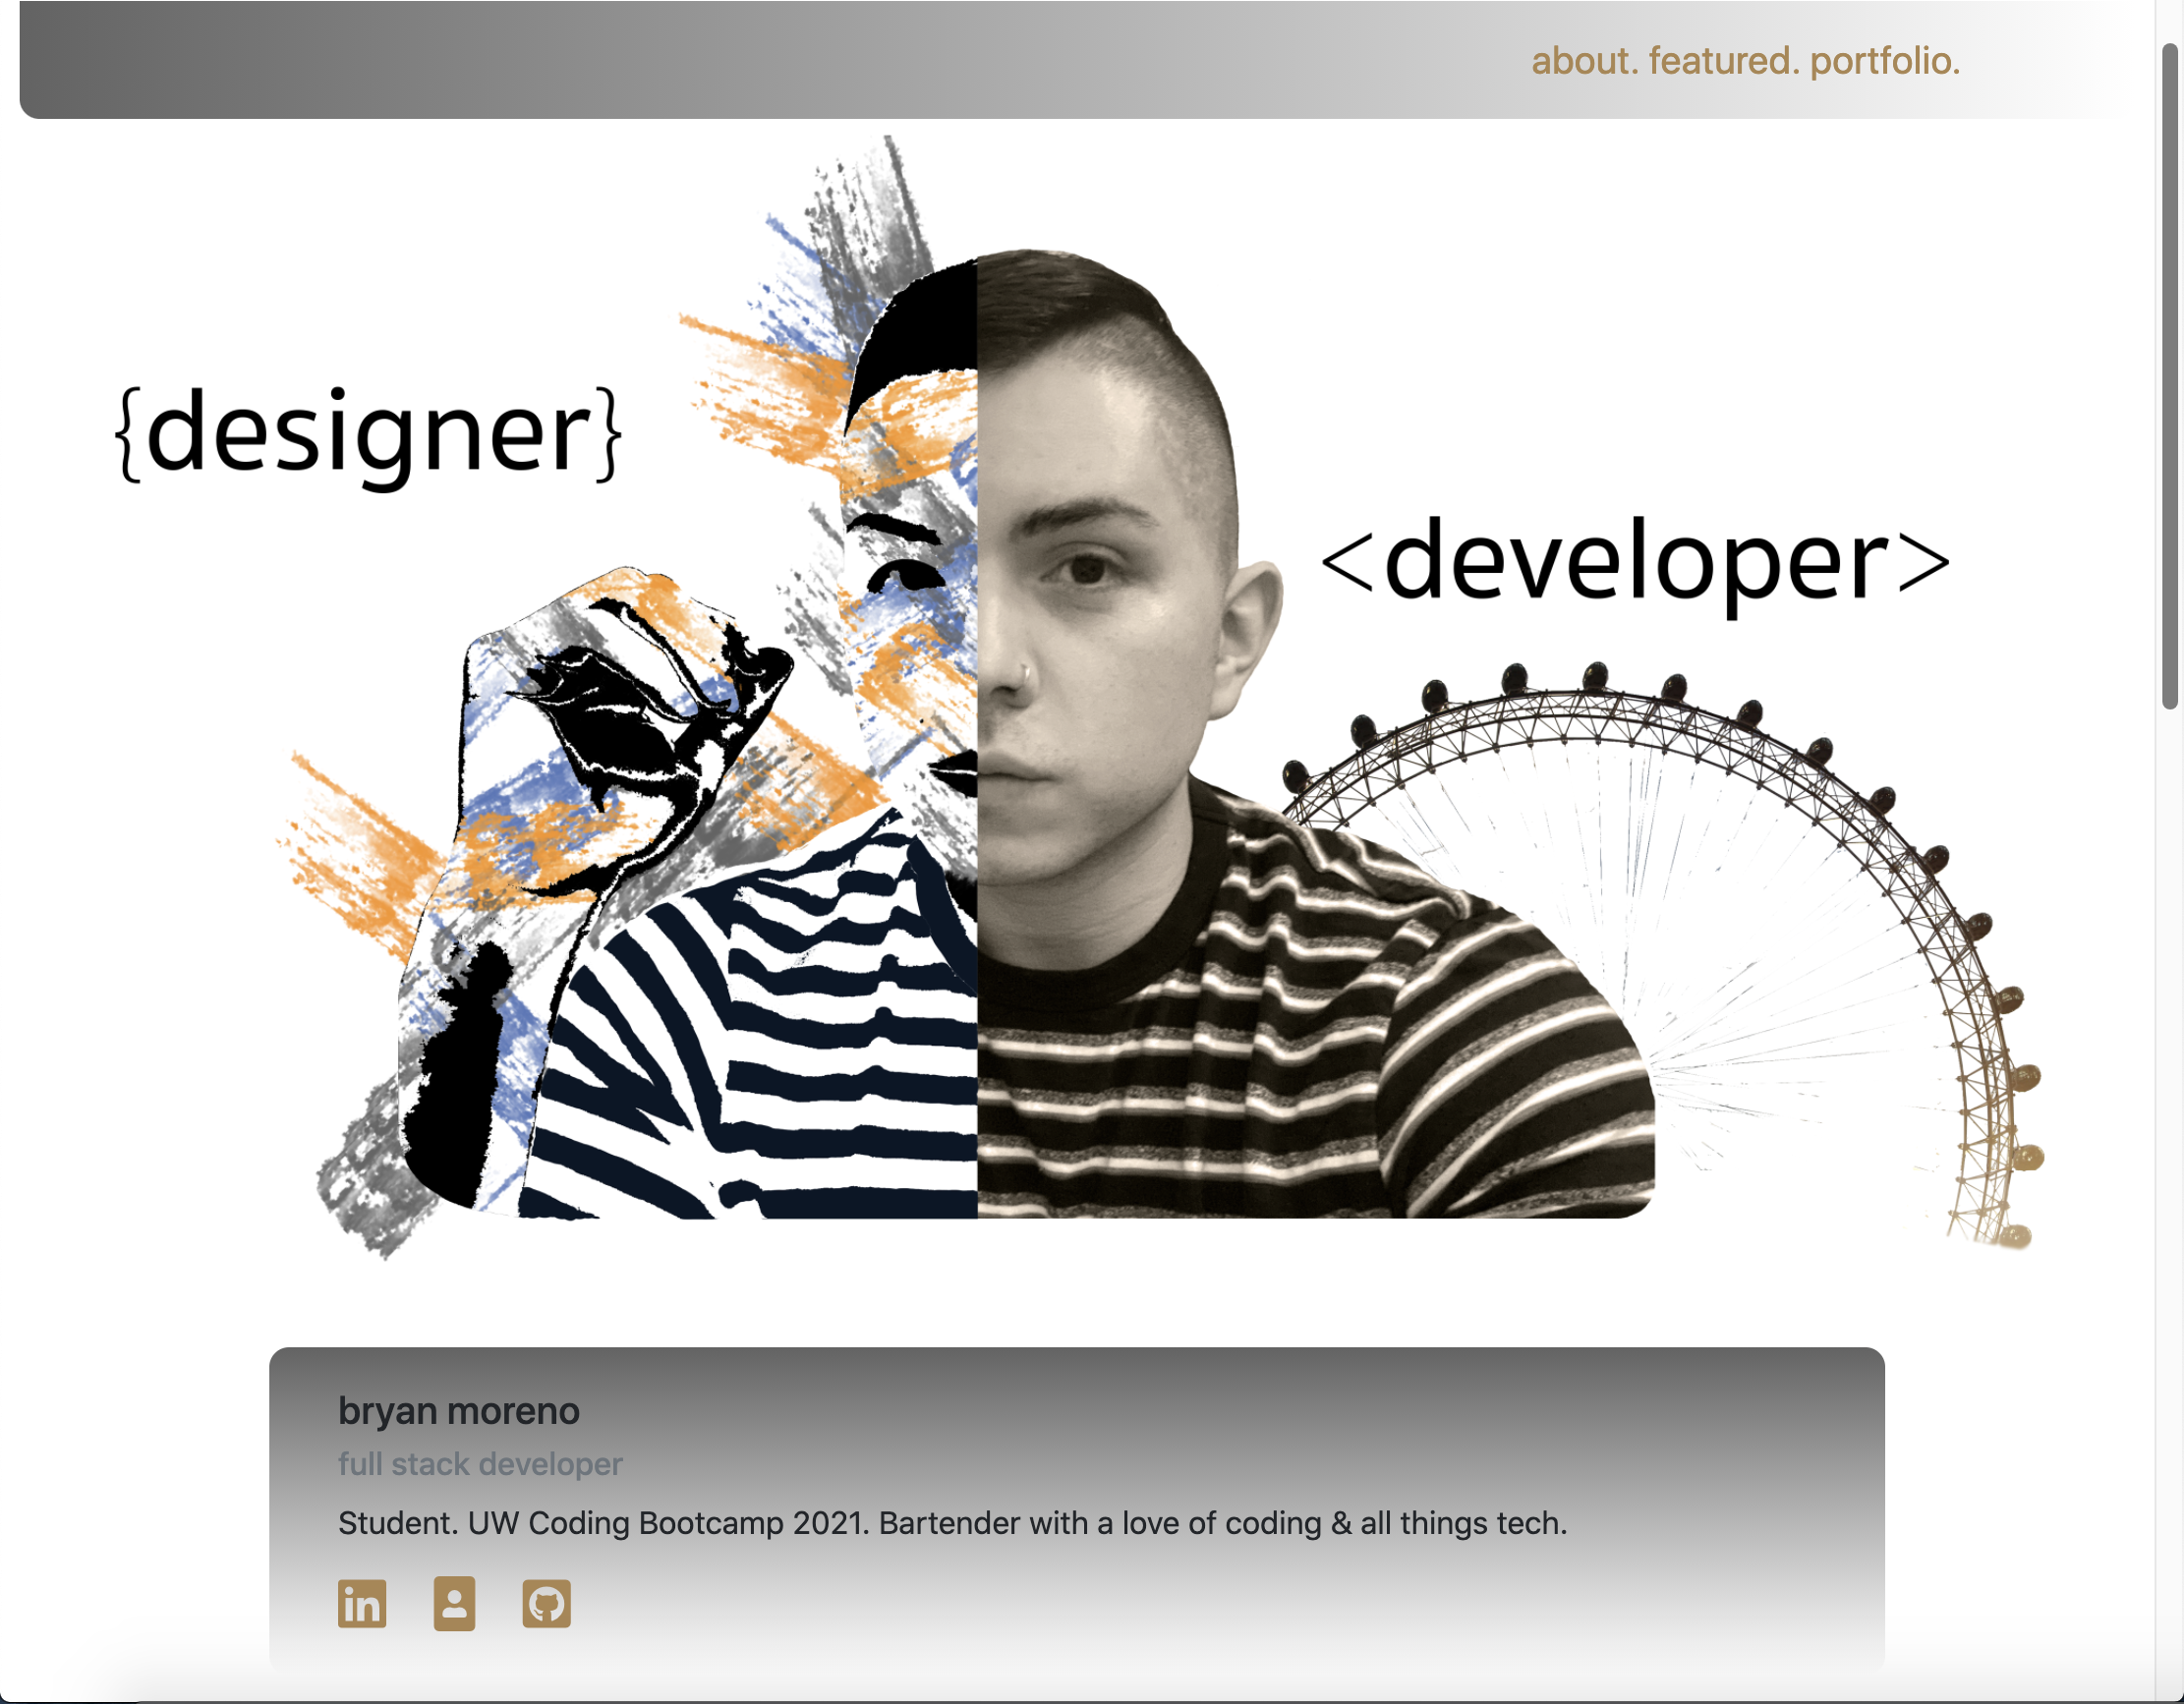 about. featured. portfolio.
{designer}
<developer>
bryan moreno
full stack developer
Student. UW Coding Bootcamp 2021. Bartender with a love of coding & all things tech.
in